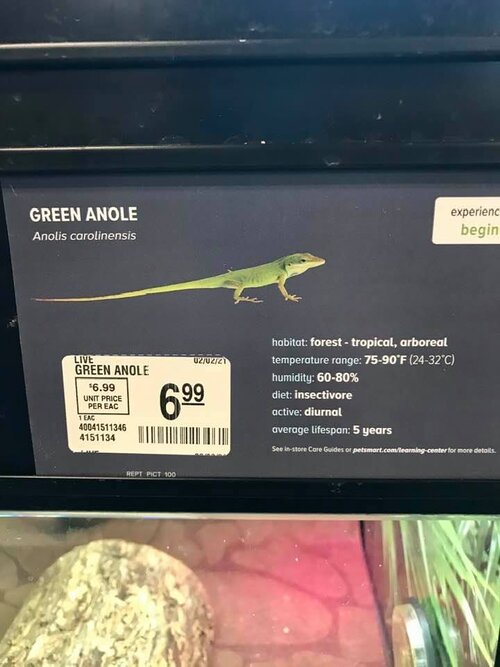 GREEN ANOLE
Anolis carolinensis
habitat: forest - tropical, arboreal
temperature range: 75-90°F (24-32°C)
humidity: 60-80%
diet: insectivore
active: diurnal
average lifespan: 5 years
See in-store Care Guides or petsmart.com/learning-center for more details.
LIVE 02/02/21
GREEN ANOLE
$6.99
UNIT PRICE
PER EAC
6.99
1 EAC
40041511346
4151134
REPT PICT 100